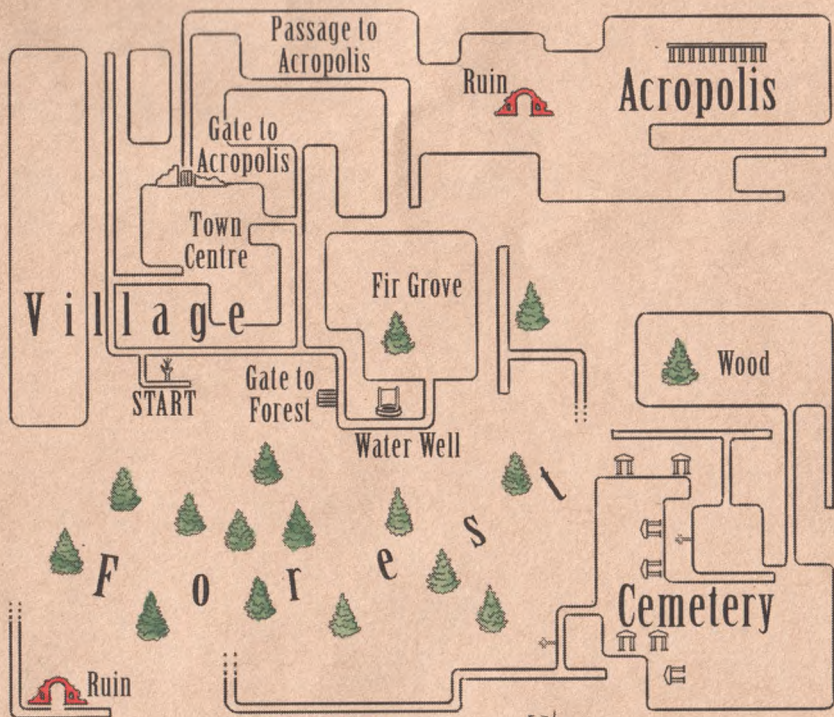 Passage to
Acropolis
Ruin
Acropolis
Gate to
Acropolis
Town
Centre
Fir Grove
Village
Wood
START
Gate to
Forest
Water Well
Forest
Cemetery
Ruin